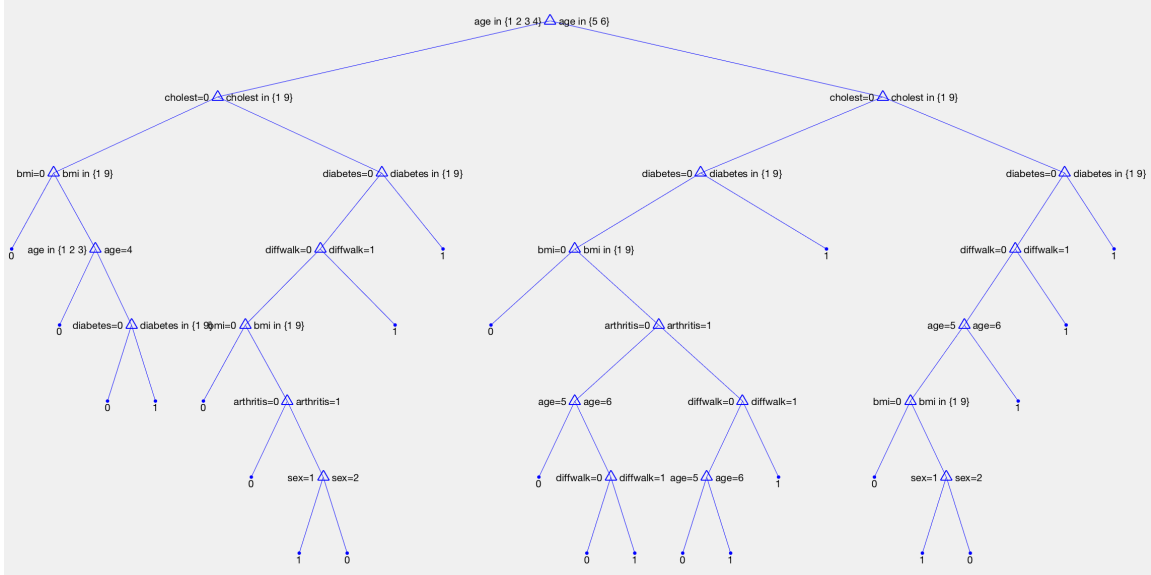 age in {1 2 3 4} age in {5 6}
cholest=0 cholest in {1 9} cholest=0 cholest in {1 9}
bmi=0 bmi in {1 9} diabetes=0 diabetes in {1 9} diabetes=0 diabetes in {1 9} diabetes=0 diabetes in {1 9}
0 age in {1 2 3} age=4 diffwalk=0 diffwalk=1 1 bmi=0 bmi in {1 9} 1 diffwalk=0 diffwalk=1 1
0 diabetes=0 diabetes in {1 9} bmi=0 bmi in {1 9} 1 0 arthritis=0 arthritis=1 age=5 age=6 1
0 1 0 arthritis=0 arthritis=1 age=5 age=6 diffwalk=0 diffwalk=1 bmi=0 bmi in {1 9} 1
0 sex=1 sex=2 0 diffwalk=0 diffwalk=1 age=5 age=6 1 0 sex=1 sex=2
1 0 0 1 0 1 1 0